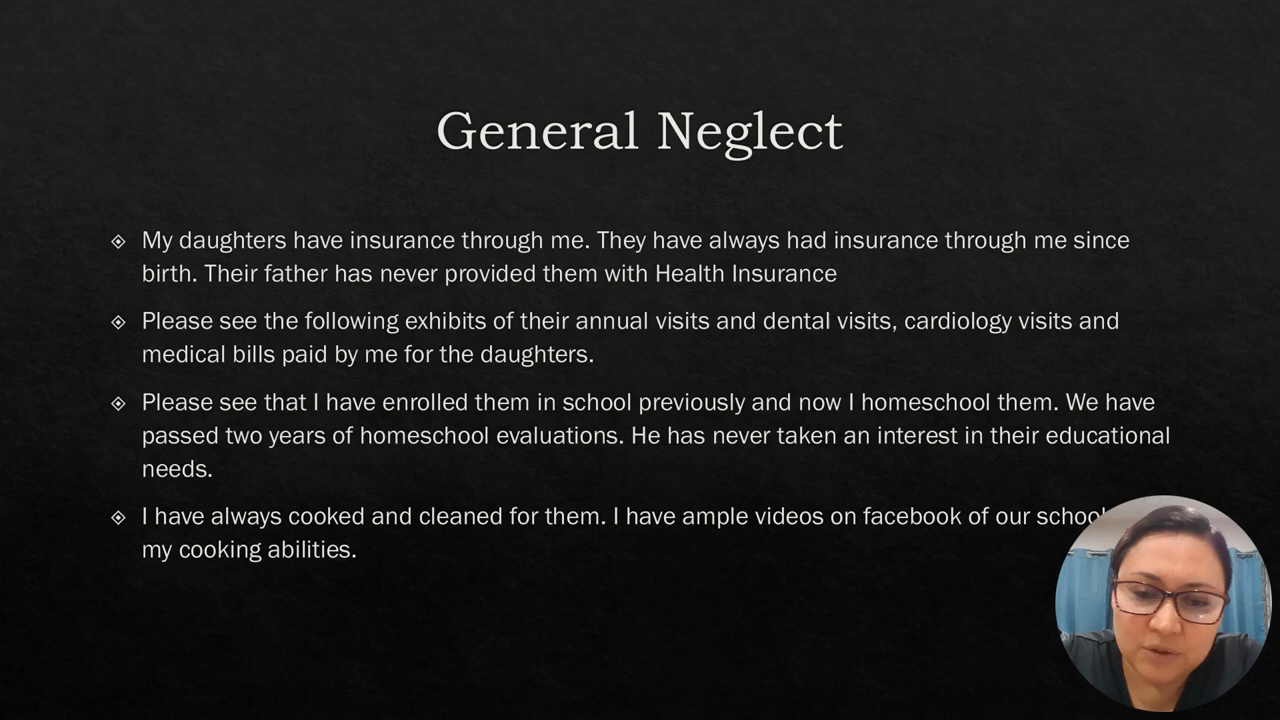 General Neglect
My daughters have insurance through me. They have always had insurance through me since
birth. Their father has never provided them with Health Insurance
Please see the following exhibits of their annual visits and dental visits, cardiology visits and
medical bills paid by me for the daughters.
Please see that I have enrolled them in school previously and now I homeschool them. We have
passed two years of homeschool evaluations. He has never taken an interest in their educational
needs.
I have always cooked and cleaned for them. I have ample videos on facebook of our school
my cooking abilities.